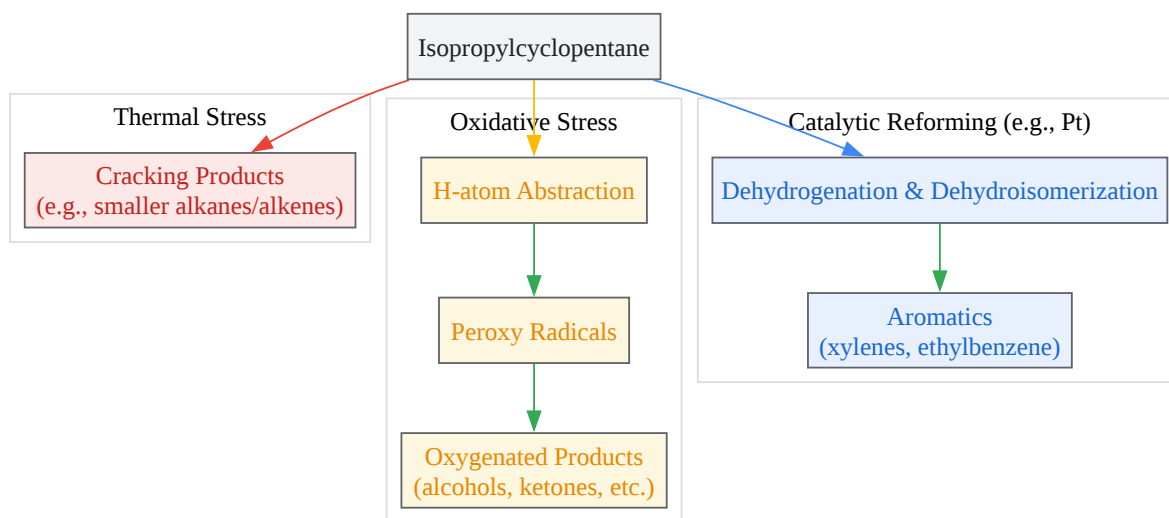 Isopropylcyclopentane
Thermal Stress
Cracking Products
(e.g., smaller alkanes/alkenes)
Oxidative Stress
H-atom Abstraction
Peroxy Radicals
Oxygenated Products
(alcohols, ketones, etc.)
Catalytic Reforming (e.g., Pt)
Dehydrogenation & Dehydroisomerization
Aromatics
(xylenes, ethylbenzene)